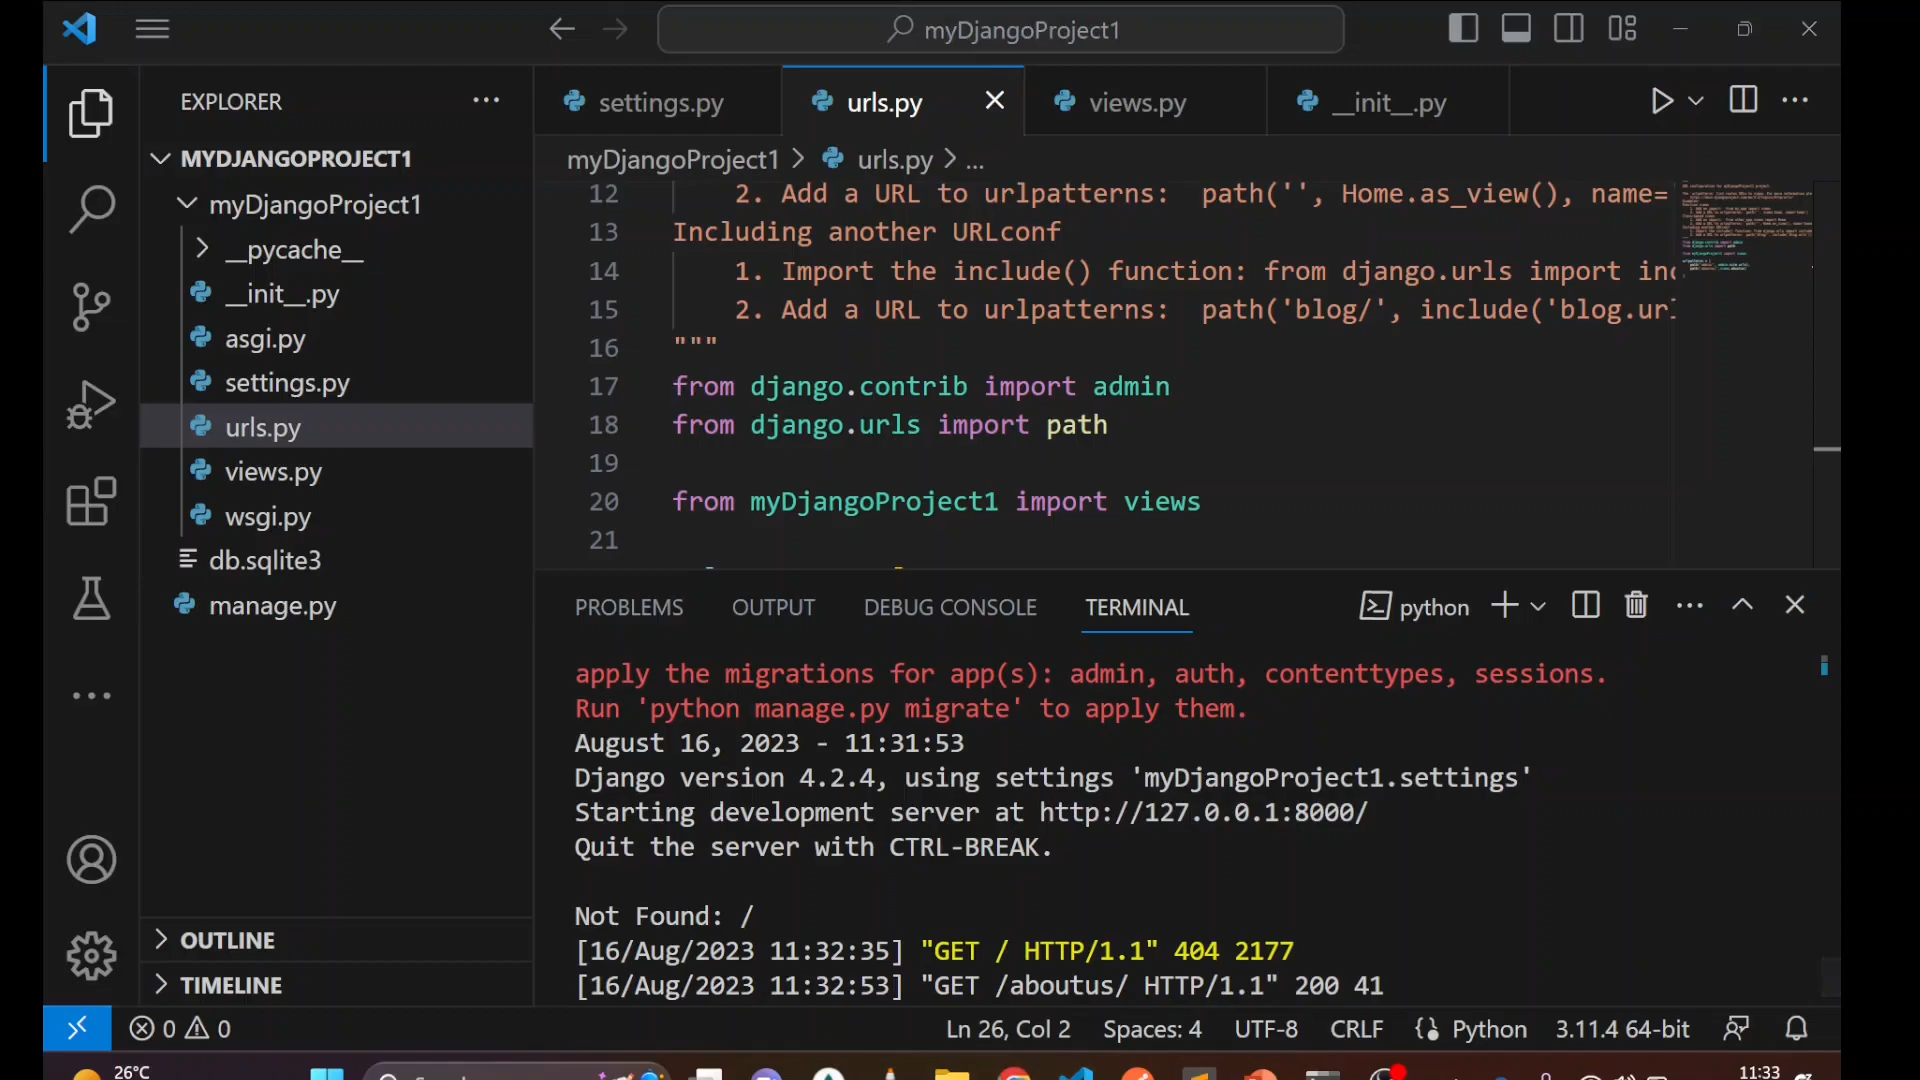 myDjangoProject1
EXPLORER
settings.py
urls.py
views.py
__init__.py
MYDJANGOPROJECT1
myDjangoProject1
__pycache__
__init__.py
asgi.py
settings.py
urls.py
views.py
wsgi.py
db.sqlite3
manage.py
OUTLINE
TIMELINE
myDjangoProject1 > urls.py > ...
12 2. Add a URL to urlpatterns:  path('', Home.as_view(), name=
13 Including another URLconf
14 1. Import the include() function: from django.urls import inc
15 2. Add a URL to urlpatterns:  path('blog/', include('blog.url
16 """
17 from django.contrib import admin
18 from django.urls import path
19
20 from myDjangoProject1 import views
21
PROBLEMS OUTPUT DEBUG CONSOLE TERMINAL
python
apply the migrations for app(s): admin, auth, contenttypes, sessions.
Run 'python manage.py migrate' to apply them.
August 16, 2023 - 11:31:53
Django version 4.2.4, using settings 'myDjangoProject1.settings'
Starting development server at http://127.0.0.1:8000/
Quit the server with CTRL-BREAK.
Not Found: /
[16/Aug/2023 11:32:35] "GET / HTTP/1.1" 404 2177
[16/Aug/2023 11:32:53] "GET /aboutus/ HTTP/1.1" 200 41
0 0
Ln 26, Col 2 Spaces: 4 UTF-8 CRLF Python 3.11.4 64-bit
26°C
11:33